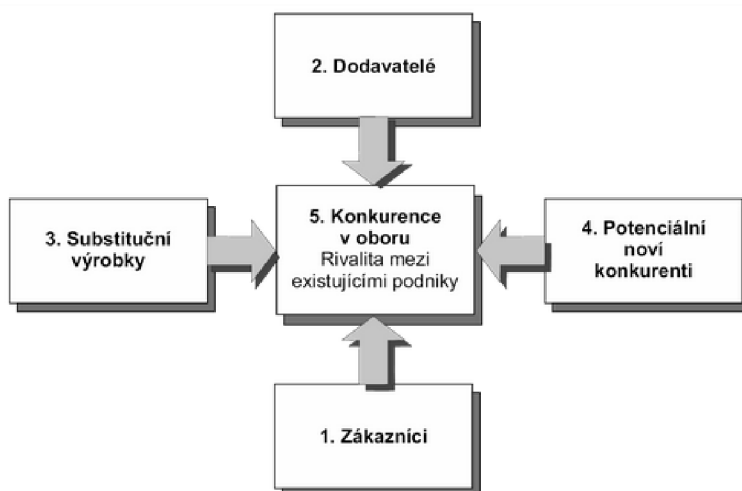 2. Dodavatelé
3. Substituční
výrobky
5. Konkurence
v oboru
Rivalita mezi
existujícími podniky
4. Potenciální
noví
konkurenti
1. Zákazníci